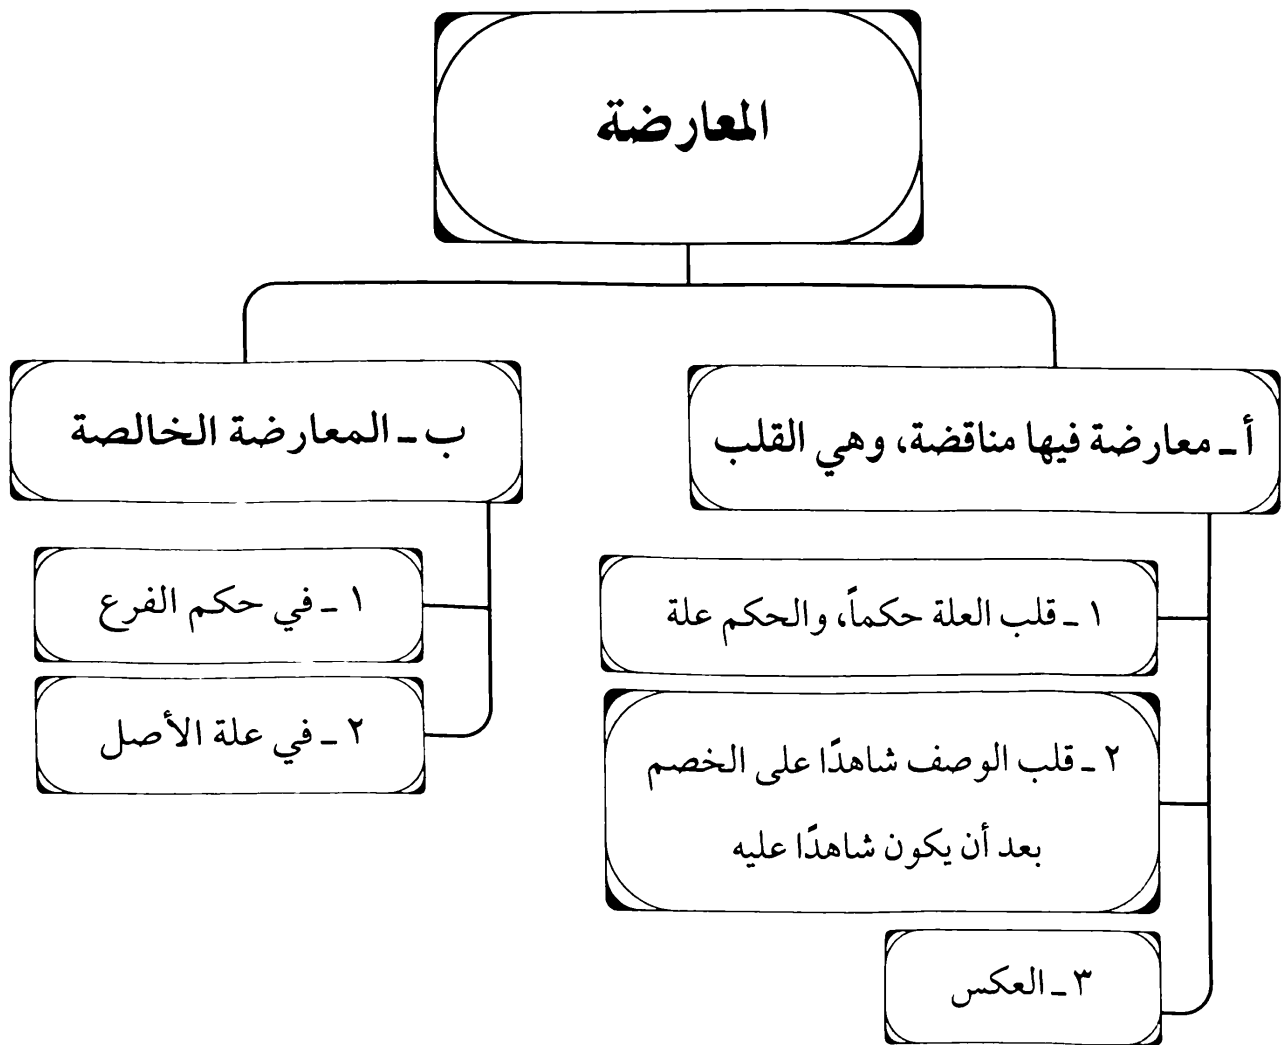 المعارضة
أ ـ معارضة فيها مناقضة، وهي القلب
١ ـ قلب العلة حكماً، والحكم علة
٢ ـ قلب الوصف شاهدًا على الخصم
بعد أن يكون شاهدًا عليه
٣ ـ العكس
ب ـ المعارضة الخالصة
١ ـ في حكم الفرع
٢ ـ في علة الأصل